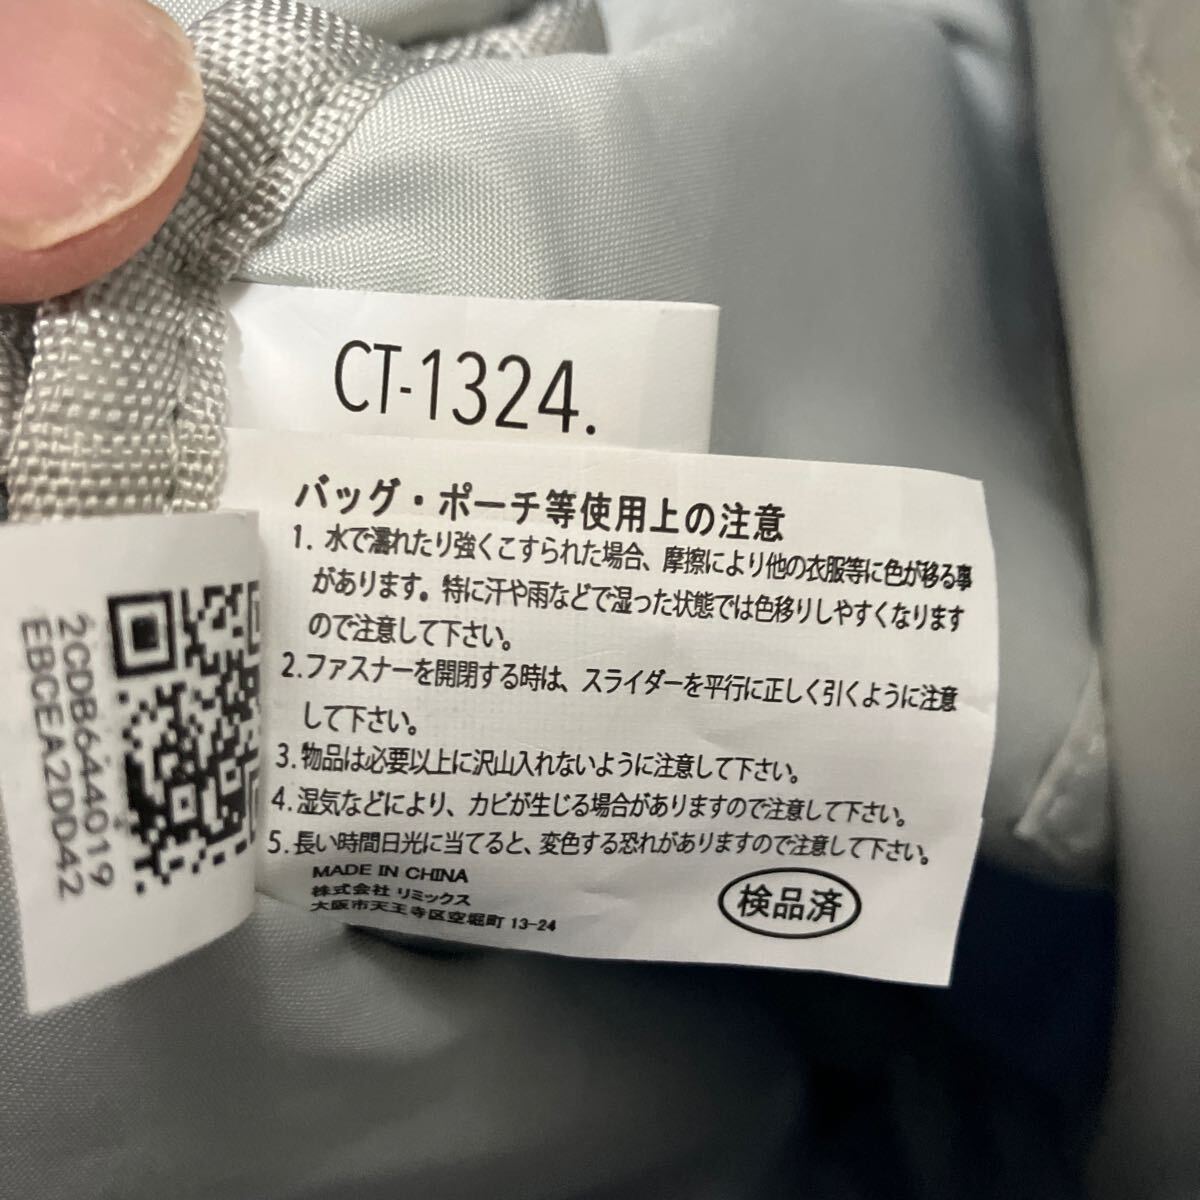 CT-1324.
バッグ・ポーチ等使用上の注意
1. 水で濡れたり強くこすられた場合、摩擦により他の衣服等に色が移る事
があります。特に汗や雨などで湿った状態では色移りしやすくなります
ので注意して下さい。
2.ファスナーを開閉する時は、スライダーを平行に正しく引くように注意
して下さい。
3.物品は必要以上に沢山入れないように注意して下さい。
4.湿気などにより、カビが生じる場合がありますので注意して下さい。
5.長い時間日光に当てると、変色する恐れがありますので注意して下さい。
MADE IN CHINA
株式会社 リミックス
大阪市天王寺区空堀町 13-24
検品済
2CDB64A4019
EBCEA2DD42